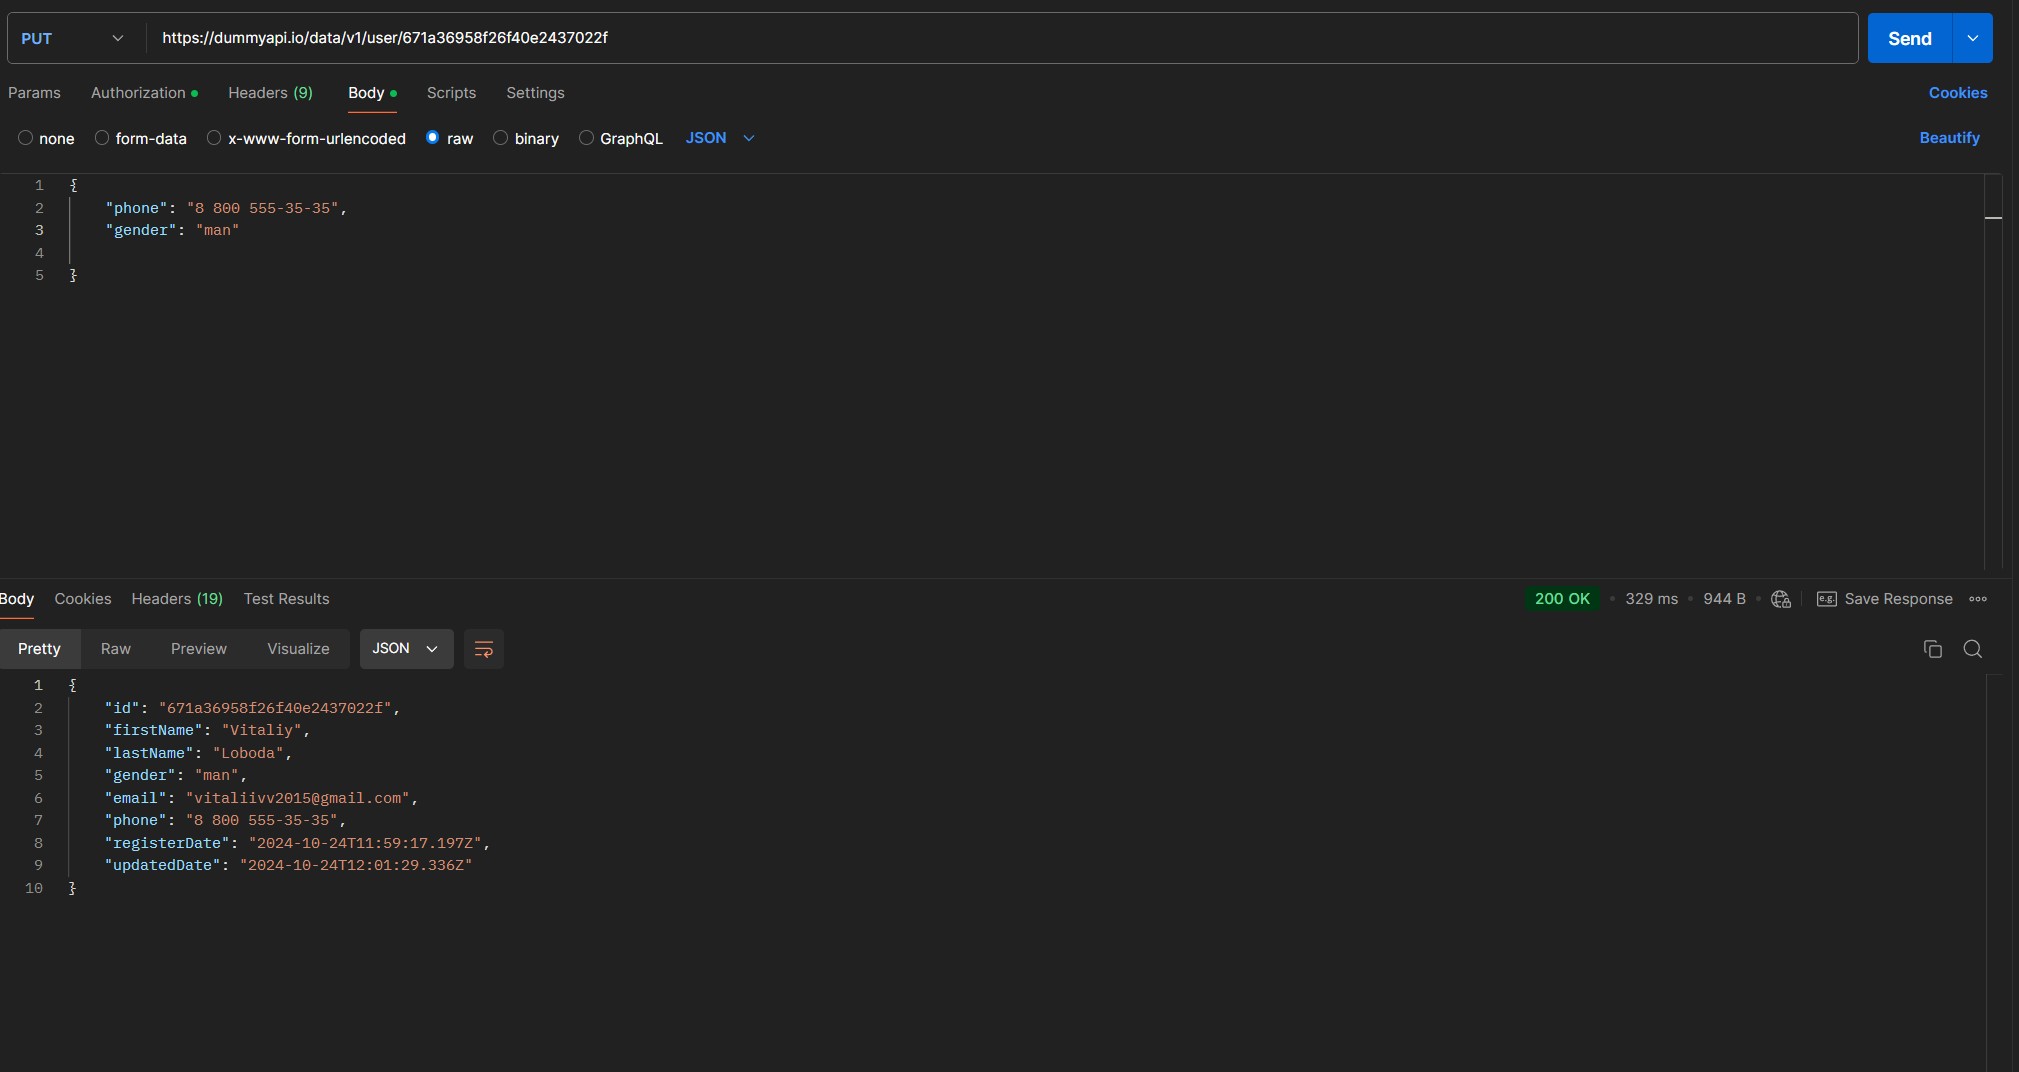 PUT https://dummyapi.io/data/v1/user/671a36958f26f40e2437022f Send
Params Authorization Headers (9) Body Scripts Settings Cookies
none form-data x-www-form-urlencoded raw binary GraphQL JSON Beautify
1 {
2 "phone": "8 800 555-35-35",
3 "gender": "man"
4
5 }
Body Cookies Headers (19) Test Results 200 OK 329 ms 944 B e.g. Save Response
Pretty Raw Preview Visualize JSON
1 {
2 "id": "671a36958f26f40e2437022f",
3 "firstName": "Vitaliy",
4 "lastName": "Loboda",
5 "gender": "man",
6 "email": "vitaliivv2015@gmail.com",
7 "phone": "8 800 555-35-35",
8 "registerDate": "2024-10-24T11:59:17.197Z",
9 "updatedDate": "2024-10-24T12:01:29.336Z"
10 }